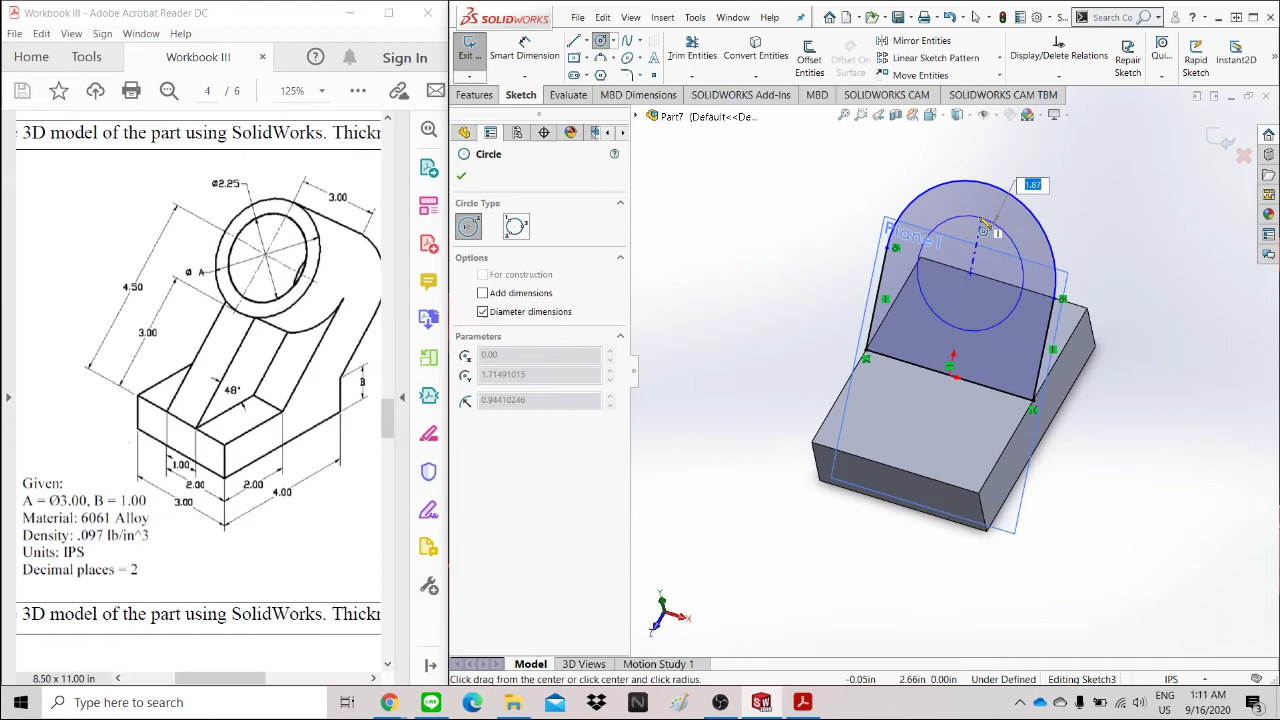 Workbook III - Adobe Acrobat Reader DC
File Edit View Sign Window Help
Home Tools Workbook III × Sign In
4 / 6 125%
3D model of the part using SolidWorks. Thickn
Ø2.25
3.00
Ø A
4.50
3.00
B
48°
1.00
2.00
2.00
4.00
3.00
Given:
A = Ø3.00, B = 1.00
Material: 6061 Alloy
Density: .097 lb/in^3
Units: IPS
Decimal places = 2
3D model of the part using SolidWorks. Thickn
8.50 x 11.00 in
SOLIDWORKS File Edit View Insert Tools Window Help S... Search Co
Exit ... Smart Dimension Trim Entities Convert Entities Offset Entities Offset On Surface Mirror Entities Linear Sketch Pattern Move Entities Display/Delete Relations Repair Sketch Qui... Rapid Sketch Instant2D
Features Sketch Evaluate MBD Dimensions SOLIDWORKS Add-Ins MBD SOLIDWORKS CAM SOLIDWORKS CAM TBM
Part7 (Default<<De...
Circle
Circle Type
Options
For construction
Add dimensions
Diameter dimensions
Parameters
0.00
1.71491015
0.94410246
1.87
Plane1
Y
X
Z
Model 3D Views Motion Study 1
Click drag from the center or click center and click radius. -0.05in 2.66in 0.00in Under Defined Editing Sketch3 IPS
Type here to search
ENG
US
1:11 AM
9/16/2020
3